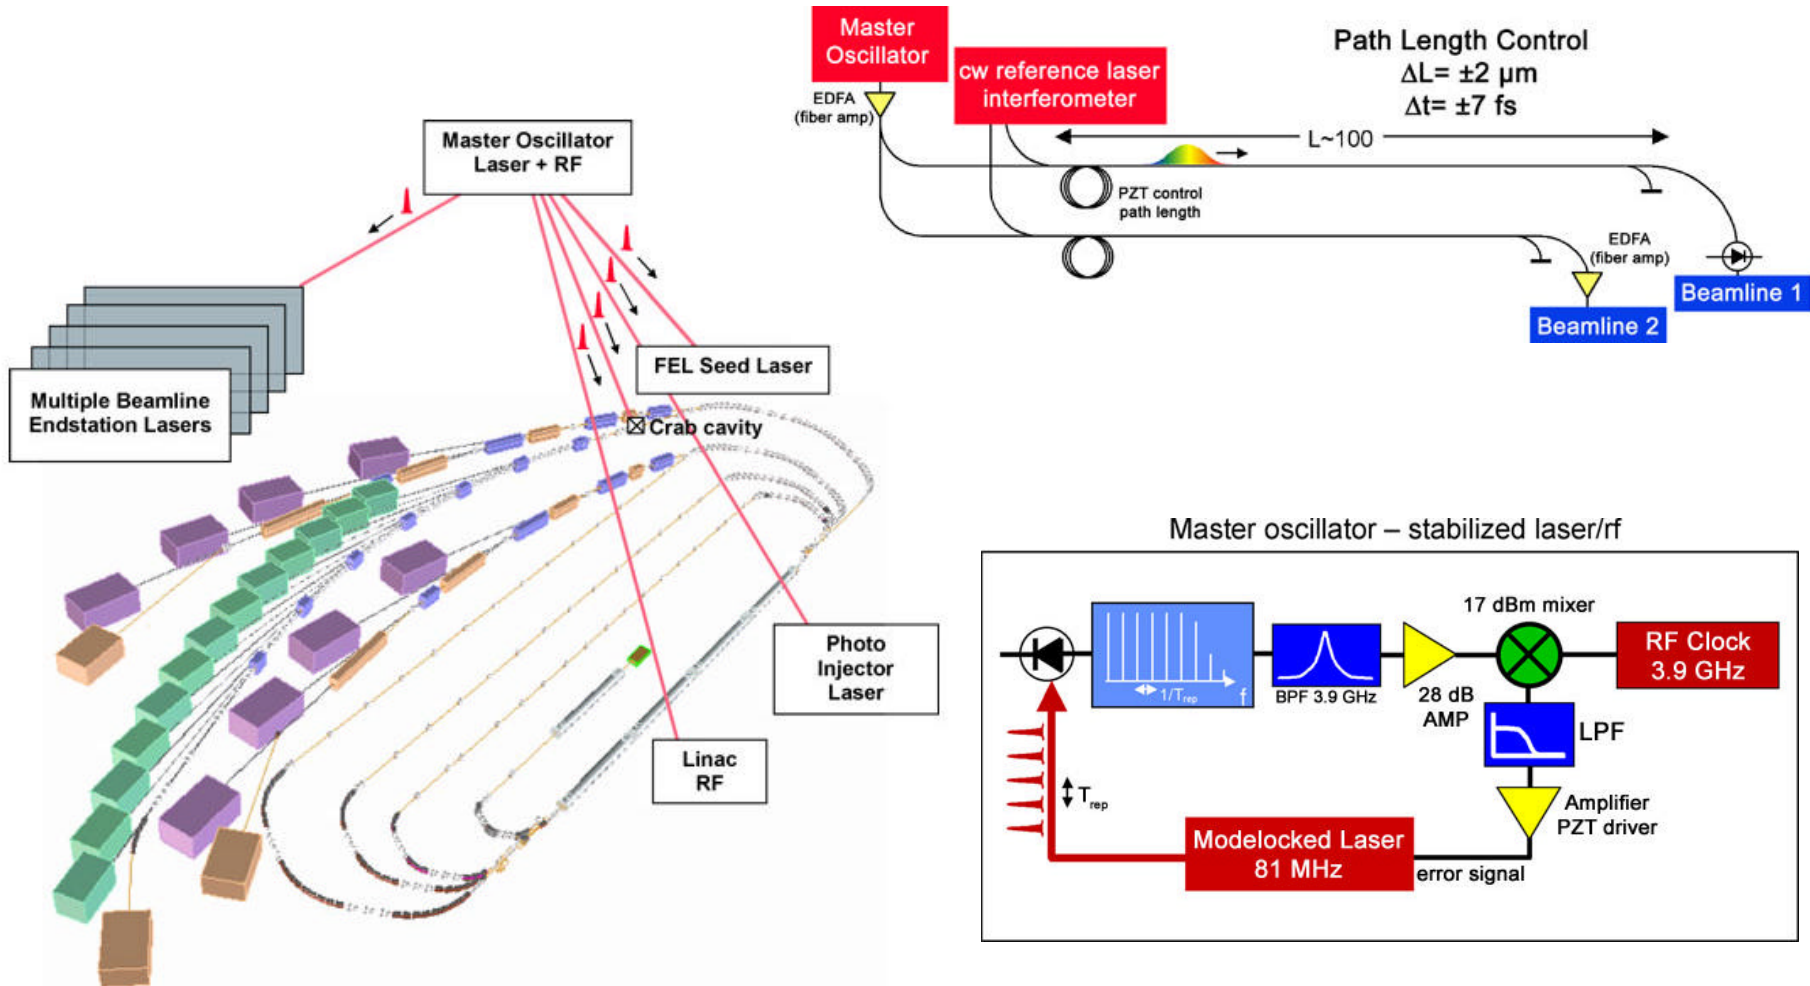 Master Oscillator
Laser + RF
Multiple Beamline
Endstation Lasers
FEL Seed Laser
Crab cavity
Photo
Injector
Laser
Linac
RF
Master
Oscillator
cw reference laser
interferometer
EDFA
(fiber amp)
Path Length Control
ΔL= ±2 µm
Δt= ±7 fs
L~100
PZT control
path length
EDFA
(fiber amp)
Beamline 1
Beamline 2
Master oscillator – stabilized laser/rf
17 dBm mixer
RF Clock
3.9 GHz
1/Trep
f
BPF 3.9 GHz
28 dB
AMP
LPF
Trep
Amplifier
PZT driver
Modelocked Laser
81 MHz
error signal